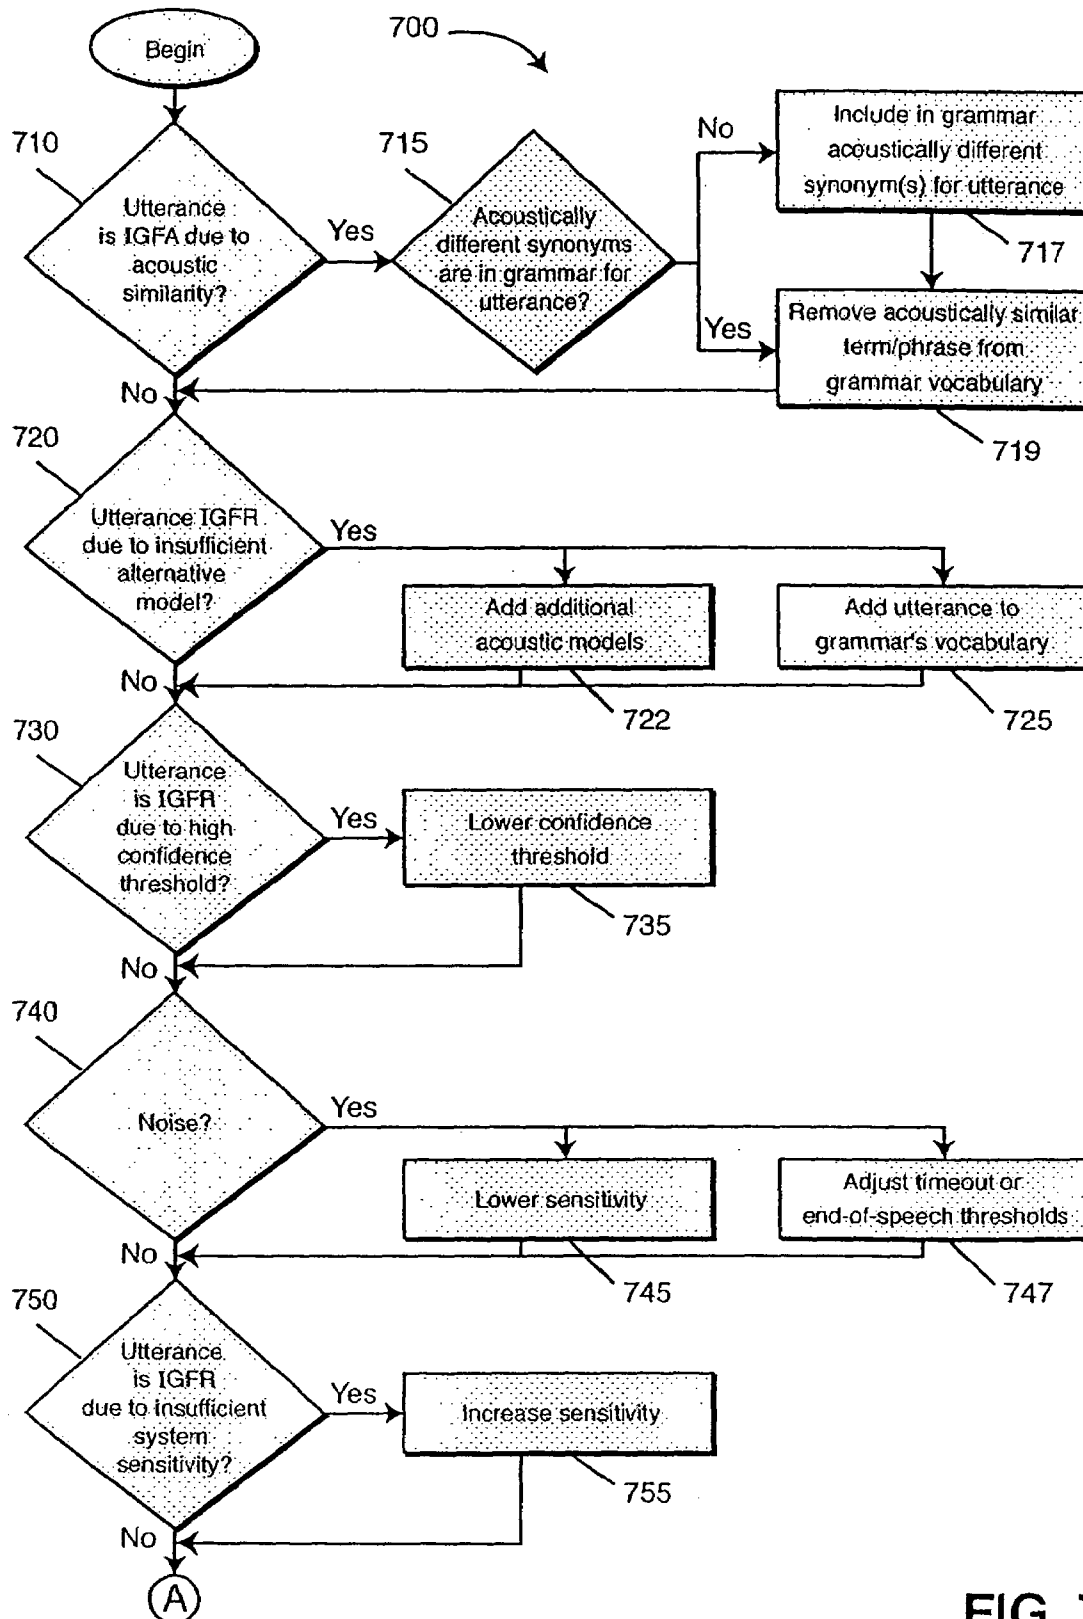 Begin
700
710
Utterance
is IGFA due to
acoustic
similarity?
Yes
715
Acoustically
different synonyms
are in grammar for
utterance?
No
Include in grammar
acoustically different
synonym(s) for utterance
717
Yes
Remove acoustically similar
term/phrase from
grammar vocabulary
719
No
720
Utterance IGFR
due to insufficient
alternative
model?
Yes
Add additional
acoustic models
722
Add utterance to
grammar's vocabulary
725
No
730
Utterance
is IGFR
due to high
confidence
threshold?
Yes
Lower confidence
threshold
735
No
740
Noise?
Yes
Lower sensitivity
745
Adjust timeout or
end-of-speech thresholds
747
No
750
Utterance
is IGFR
due to insufficient
system
sensitivity?
Yes
Increase sensitivity
755
No
A
FIG.